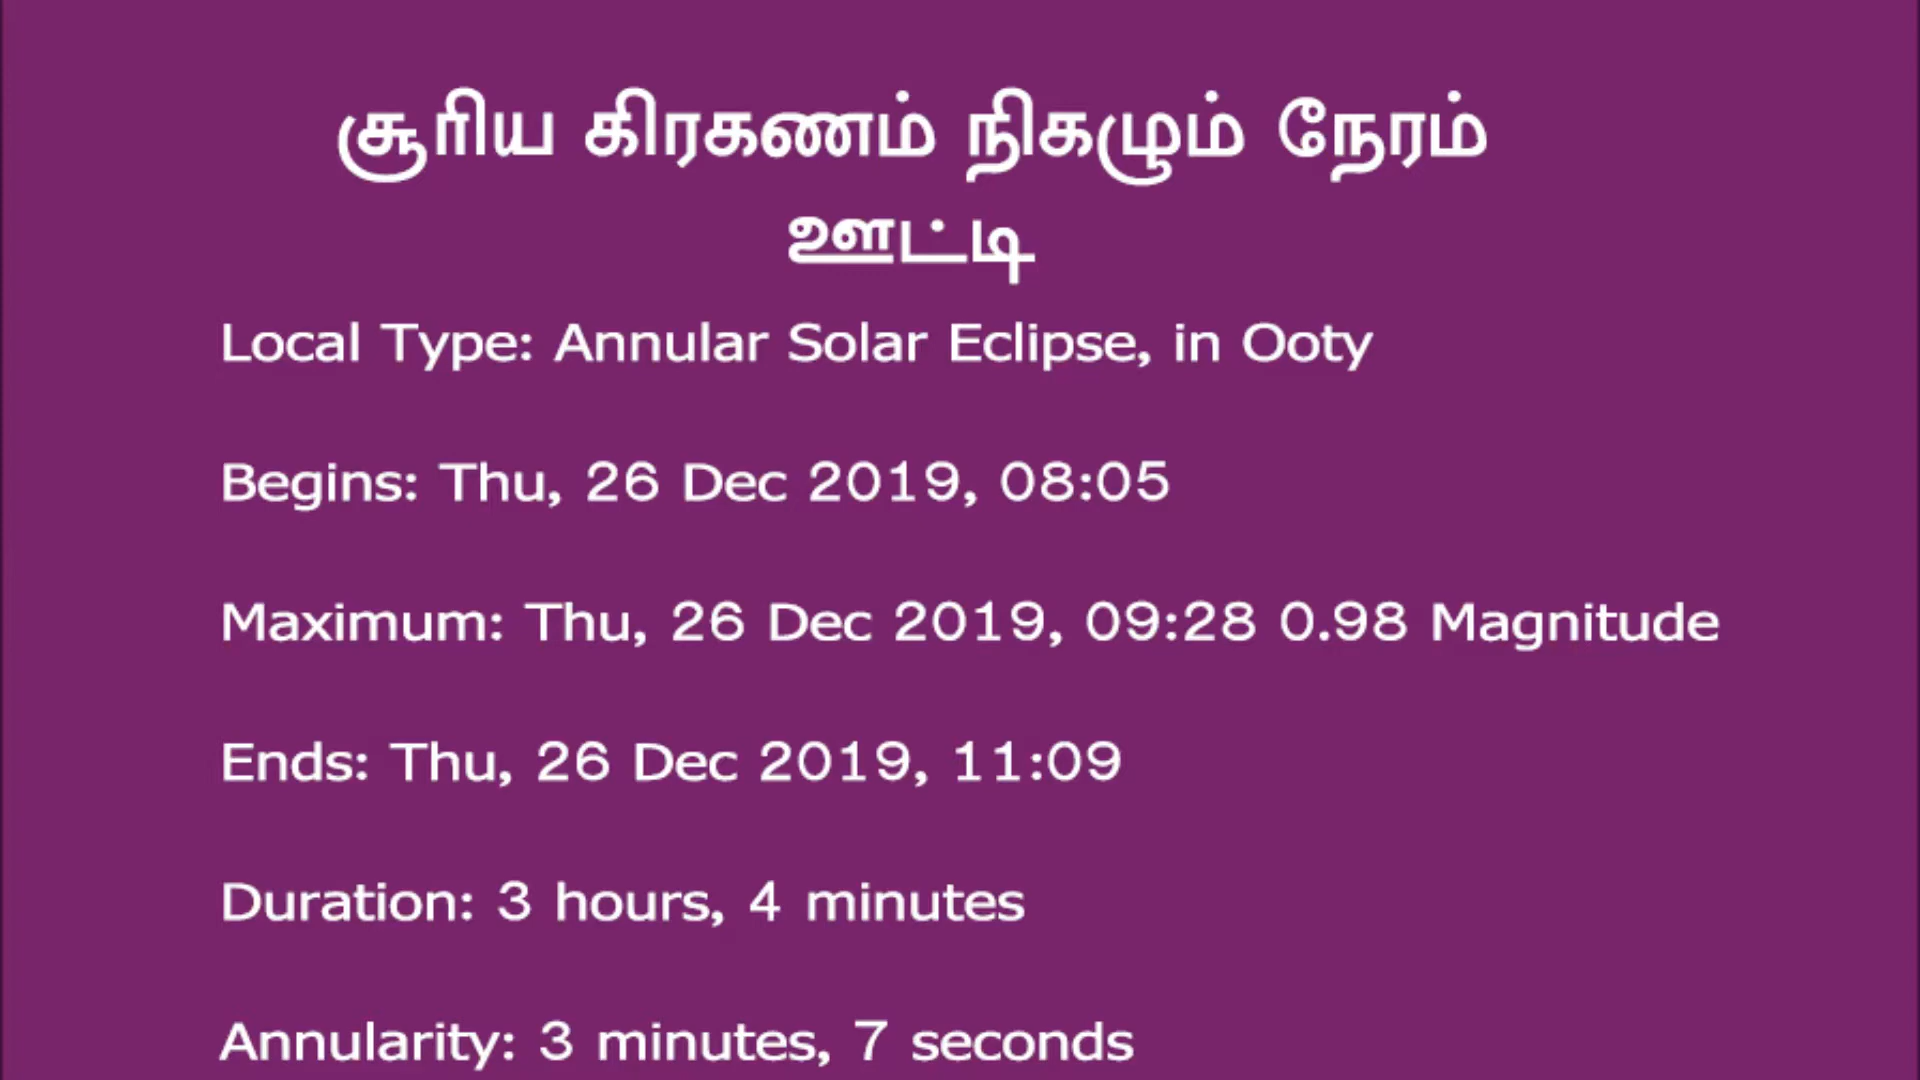 சூரிய கிரகணம் நிகழும் நேரம்
ஊட்டி
Local Type: Annular Solar Eclipse, in Ooty
Begins: Thu, 26 Dec 2019, 08:05
Maximum: Thu, 26 Dec 2019, 09:28 0.98 Magnitude
Ends: Thu, 26 Dec 2019, 11:09
Duration: 3 hours, 4 minutes
Annularity: 3 minutes, 7 seconds